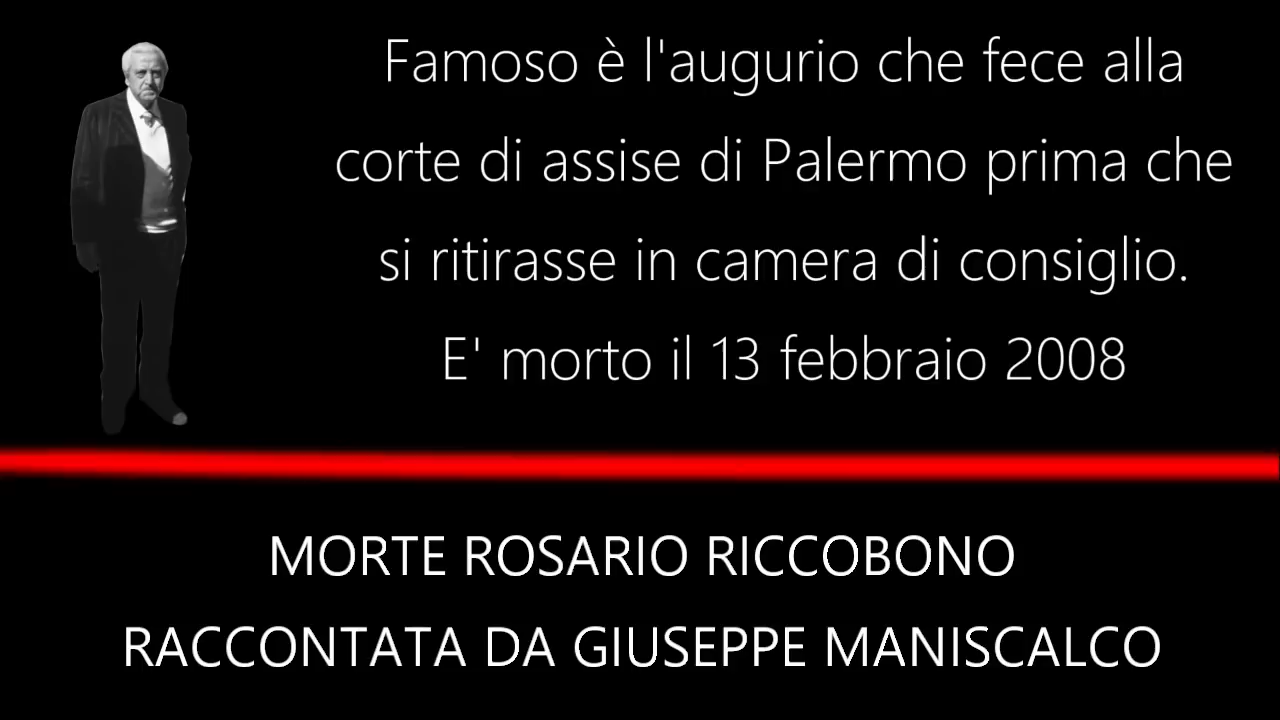 Famoso è l'augurio che fece alla
corte di assise di Palermo prima che
si ritirasse in camera di consiglio.
E' morto il 13 febbraio 2008
MORTE ROSARIO RICCOBONO
RACCONTATA DA GIUSEPPE MANISCALCO